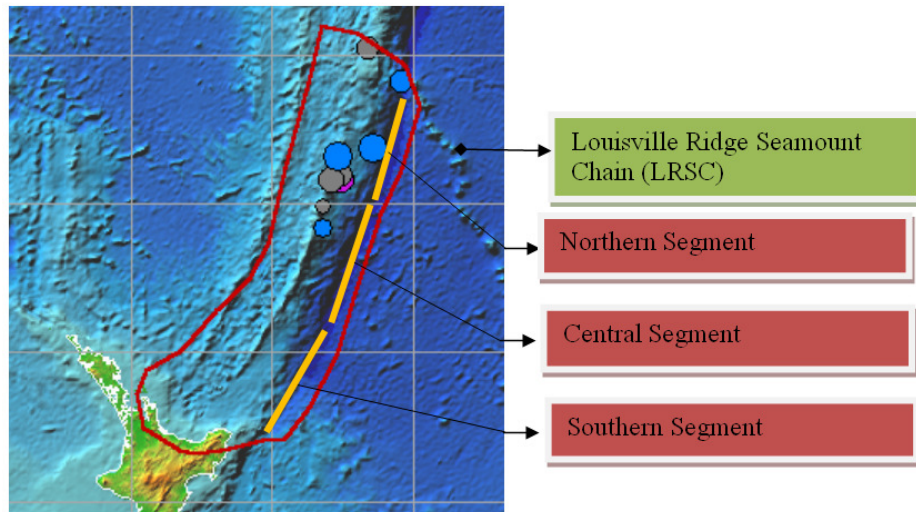 Louisville Ridge Seamount
Chain (LRSC)
Northern Segment
Central Segment
Southern Segment